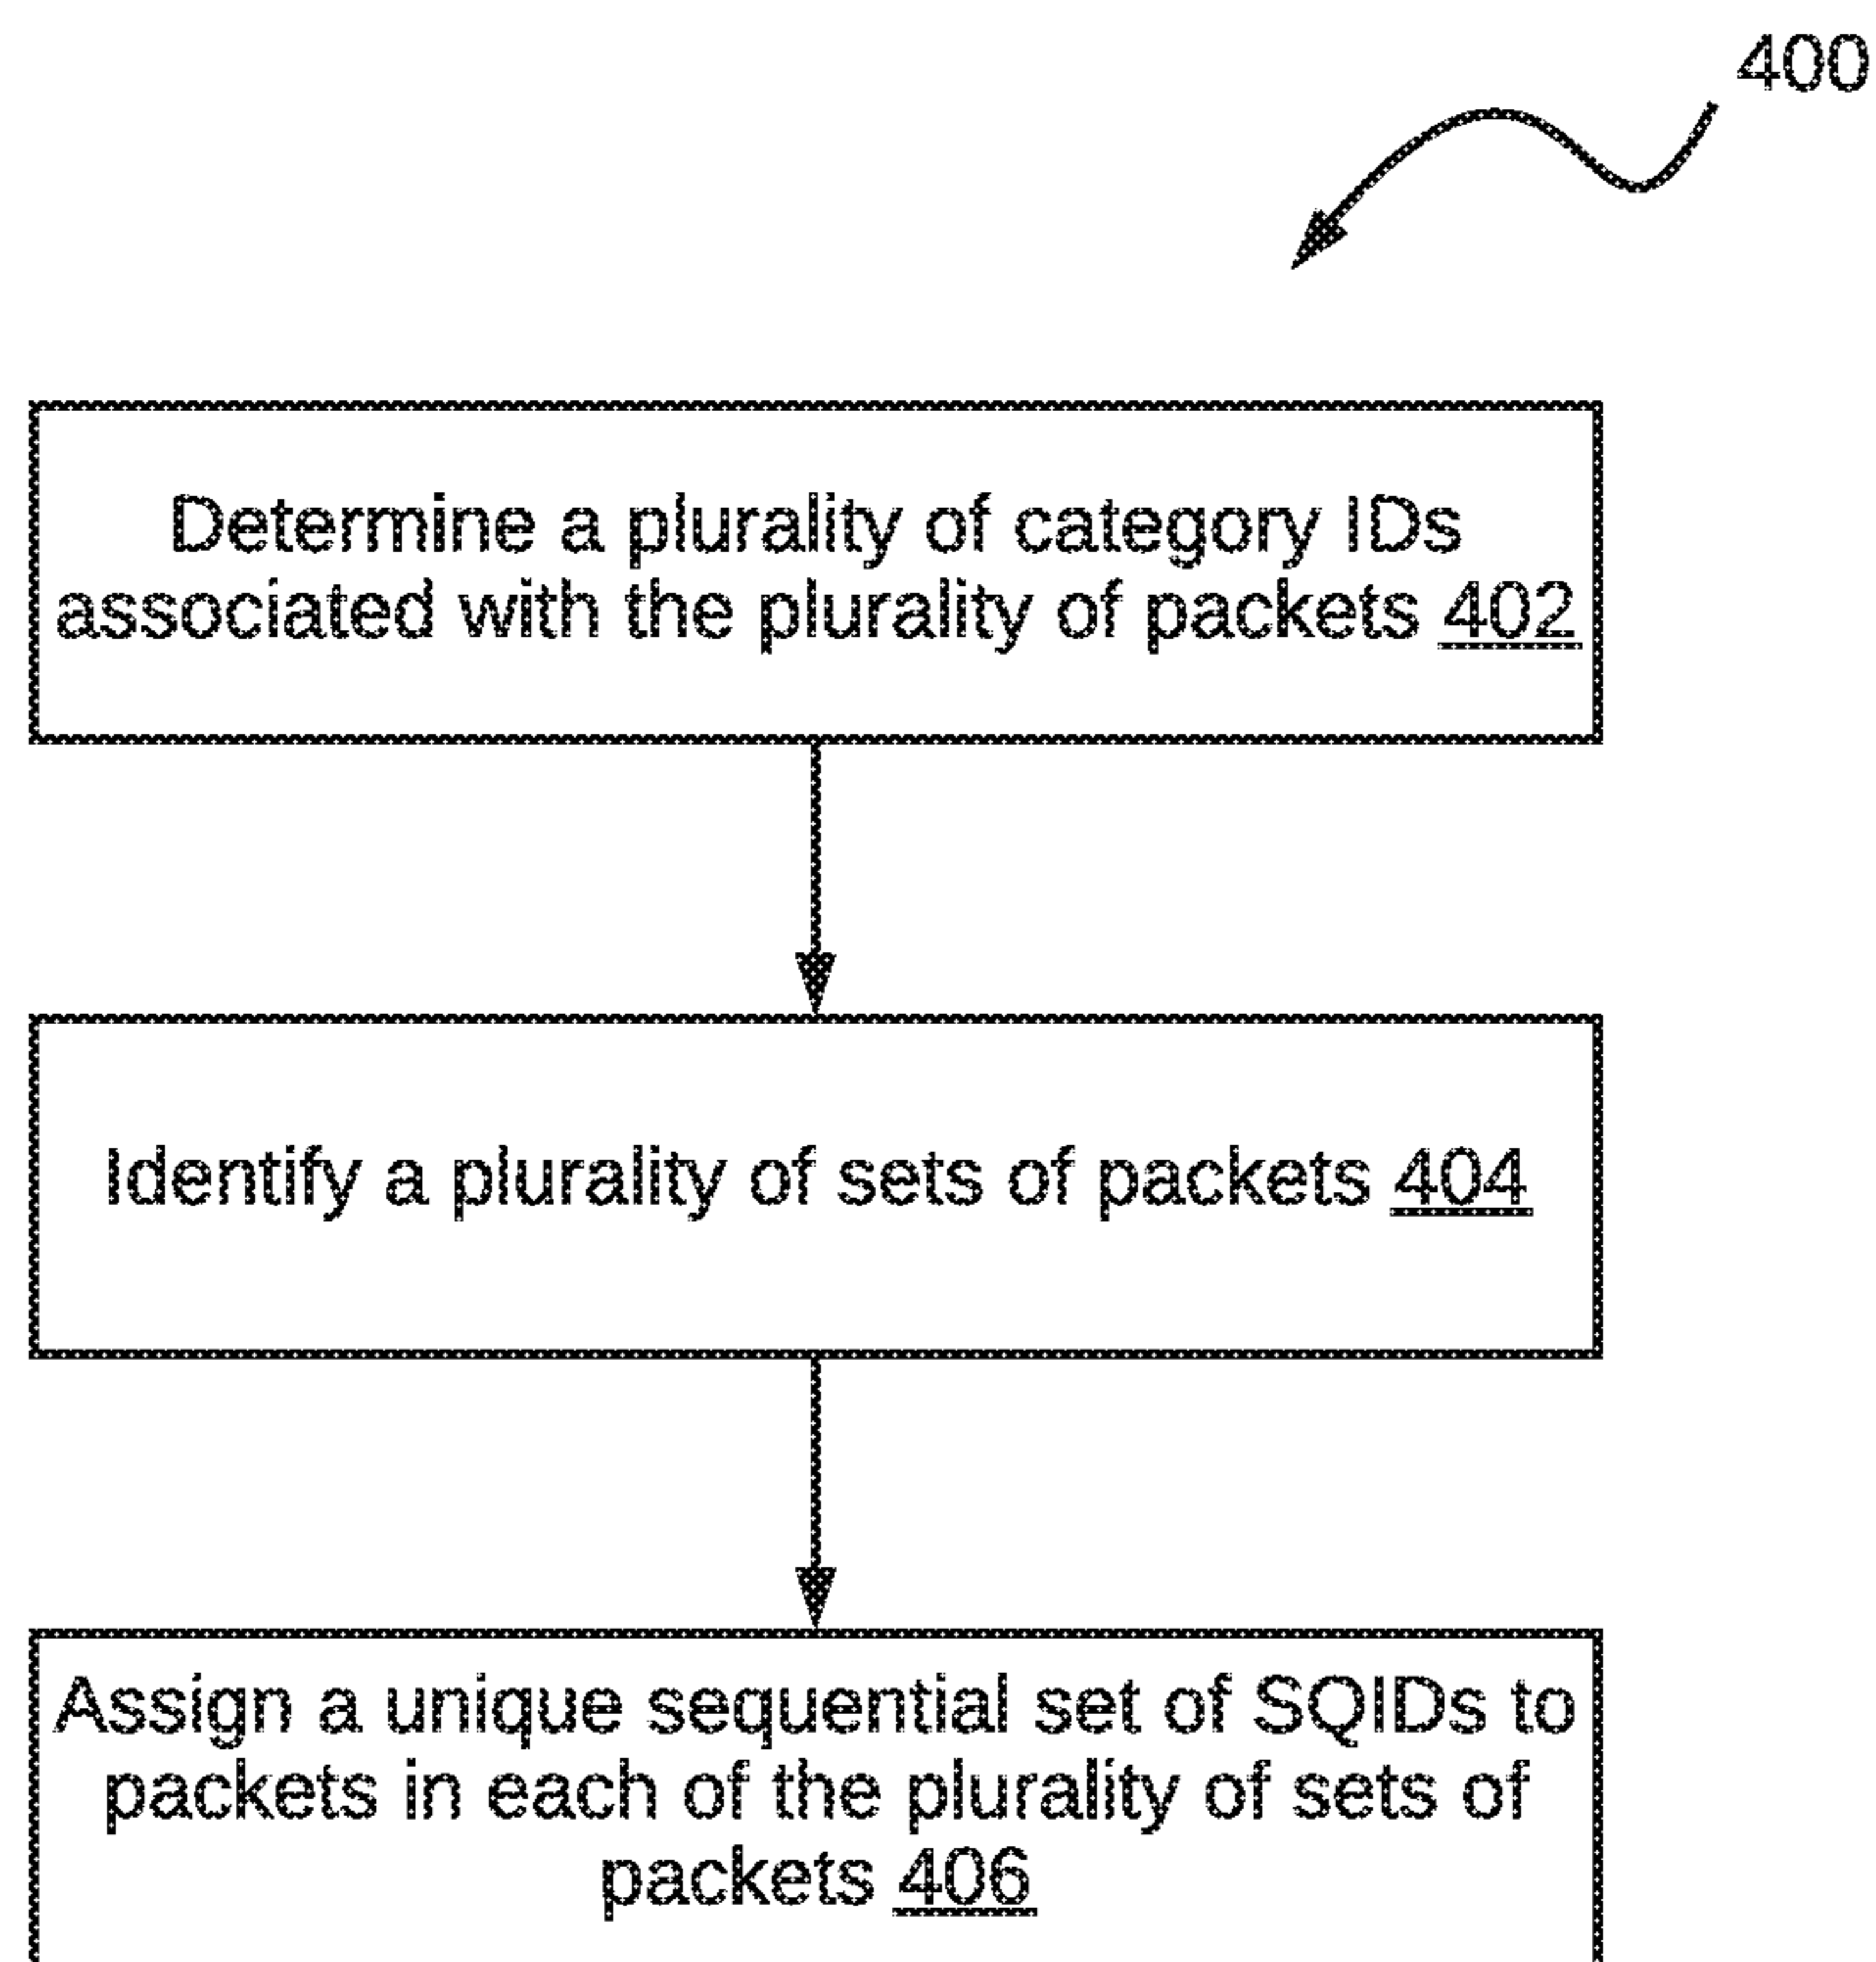 400
Determine a plurality of category IDs
associated with the plurality of packets 402
Identify a plurality of sets of packets 404
Assign a unique sequential set of SQIDs to
packets in each of the plurality of sets of
packets 406